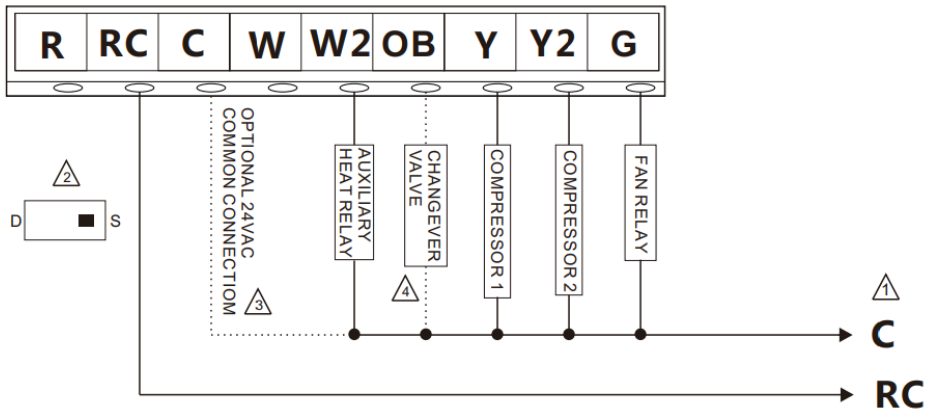 R RC C W W2 OB Y Y2 G
OPTIONAL 24VAC
COMMON CONNECTIOM
AUXILIARY
HEAT RELAY
CHANGEVER
VALVE
COMPRESSOR 1
COMPRESSOR 2
FAN RELAY
2
D S
3
4
1
C
RC